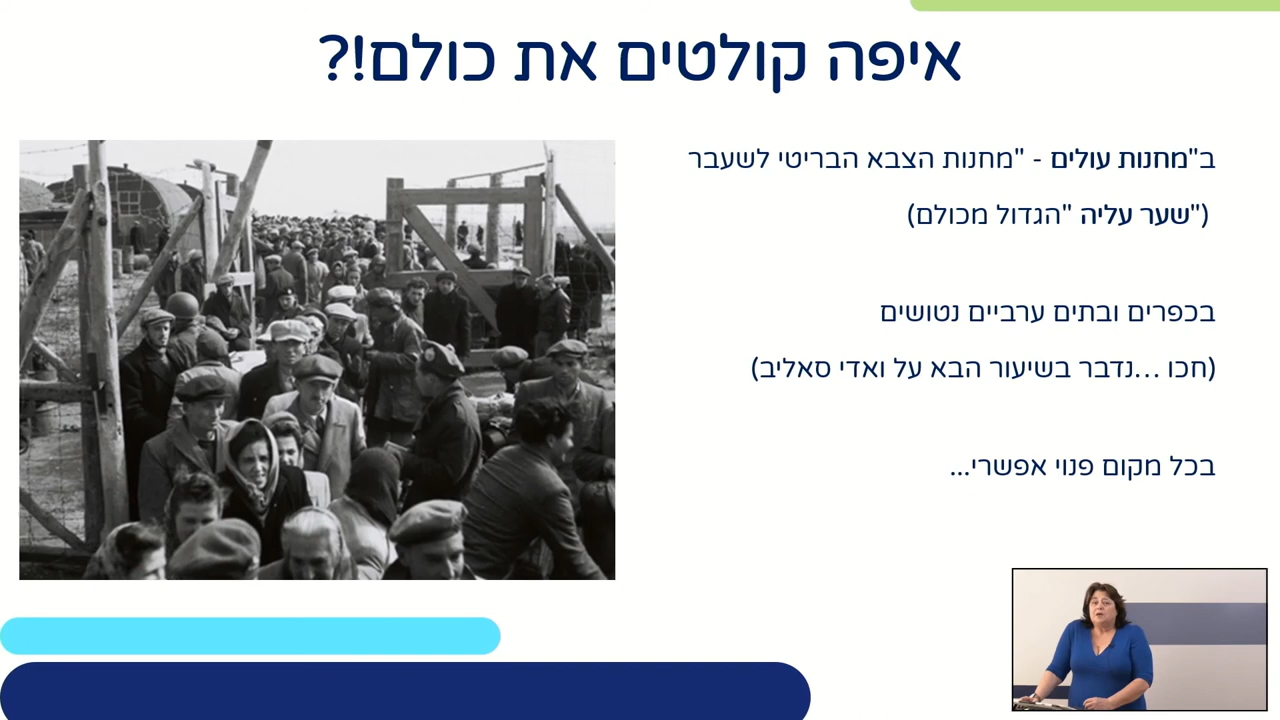 איפה קולטים את כולם!?
ב"מחנות עולים - "מחנות הצבא הבריטי לשעבר
("שער עליה "הגדול מכולם)
בכפרים ובתים ערביים נטושים
(חכו ...נדבר בשיעור הבא על ואדי סאליב)
בכל מקום פנוי אפשרי...